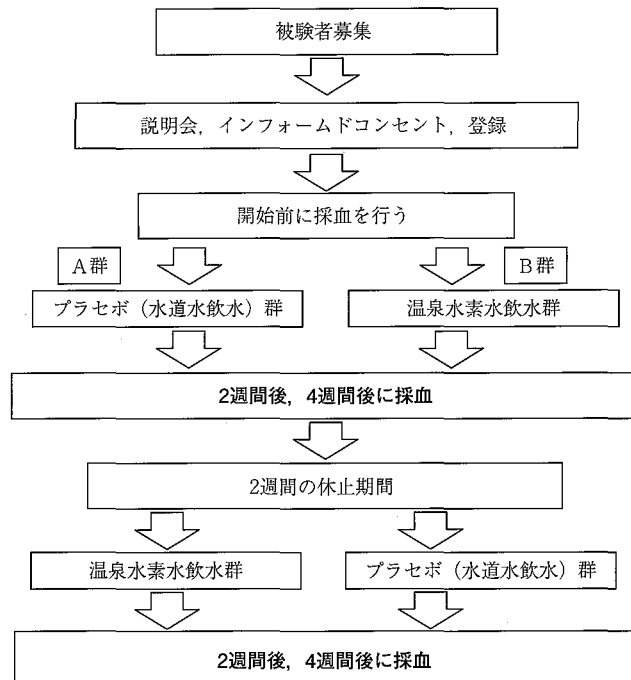 被験者募集
説明会，インフォームドコンセント，登録
開始前に採血を行う
A群
B群
プラセボ（水道水飲水）群
温泉水素水飲水群
2週間後，4週間後に採血
2週間の休止期間
温泉水素水飲水群
プラセボ（水道水飲水）群
2週間後，4週間後に採血